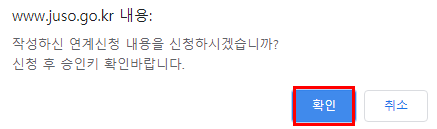 www.juso.go.kr 내용:
작성하신 연계신청 내용을 신청하시겠습니까?
신청 후 승인키 확인바랍니다.
확인 취소